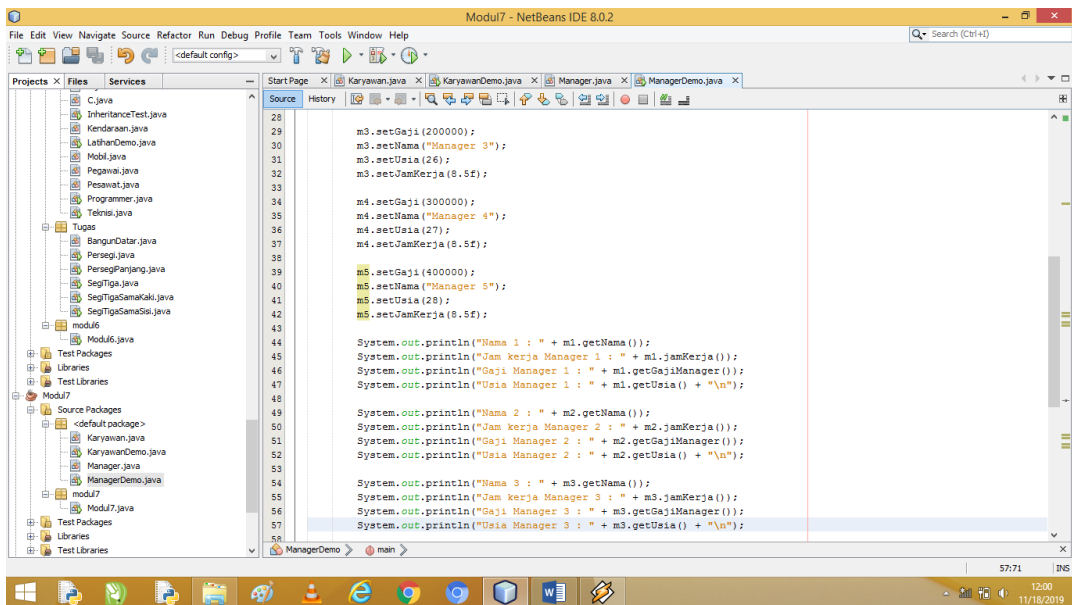 Modul7 - NetBeans IDE 8.0.2
File Edit View Navigate Source Refactor Run Debug Profile Team Tools Window Help
Search (Ctrl+I)
<default config>
Projects Files Services
Start Page Karyawan.java KaryawanDemo.java Manager.java ManagerDemo.java
Source History
C.java
InheritanceTest.java
Kendaraan.java
LatihanDemo.java
Mobil.java
Pegawai.java
Pesawat.java
Programmer.java
Teknisi.java
Tugas
BangunDatar.java
Persegi.java
PersegiPanjang.java
SegiTiga.java
SegiTigaSamaKaki.java
SegiTigaSamaSisi.java
modul6
Modul6.java
Test Packages
Libraries
Test Libraries
Modul7
Source Packages
<default package>
Karyawan.java
KaryawanDemo.java
Manager.java
ManagerDemo.java
modul7
Modul7.java
Test Packages
Libraries
Test Libraries
28
29 m3.setGaji(200000);
30 m3.setNama("Manager 3");
31 m3.setUsia(26);
32 m3.setJamKerja(8.5f);
33
34 m4.setGaji(300000);
35 m4.setNama("Manager 4");
36 m4.setUsia(27);
37 m4.setJamKerja(8.5f);
38
39 m5.setGaji(400000);
40 m5.setNama("Manager 5");
41 m5.setUsia(28);
42 m5.setJamKerja(8.5f);
43
44 System.out.println("Nama 1 : " + m1.getNama());
45 System.out.println("Jam kerja Manager 1 : " + m1.jamKerja());
46 System.out.println("Gaji Manager 1 : " + m1.getGajiManager());
47 System.out.println("Usia Manager 1 : " + m1.getUsia() + "\n");
48
49 System.out.println("Nama 2 : " + m2.getNama());
50 System.out.println("Jam kerja Manager 2 : " + m2.jamKerja());
51 System.out.println("Gaji Manager 2 : " + m2.getGajiManager());
52 System.out.println("Usia Manager 2 : " + m2.getUsia() + "\n");
53
54 System.out.println("Nama 3 : " + m3.getNama());
55 System.out.println("Jam kerja Manager 3 : " + m3.jamKerja());
56 System.out.println("Gaji Manager 3 : " + m3.getGajiManager());
57 System.out.println("Usia Manager 3 : " + m3.getUsia() + "\n");
58
ManagerDemo main
57:71 INS
12:00
11/18/2019